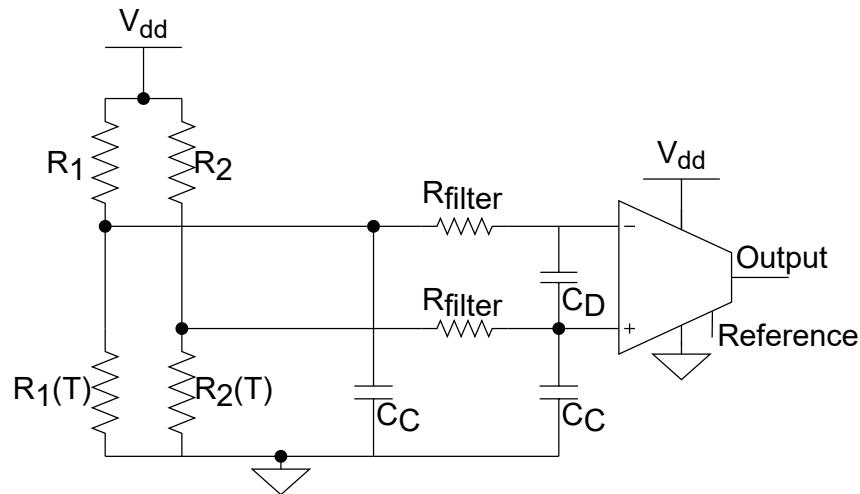 Vdd
R1
R2
Rfilter
Vdd
−
Output
Rfilter
CD
+
Reference
R1(T)
R2(T)
CC
CC